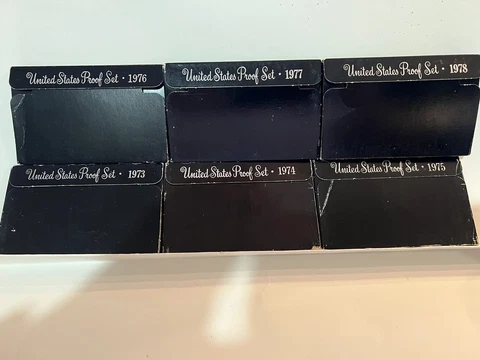 United States Proof Set · 1976
United States Proof Set · 1977
United States Proof Set · 1978
United States Proof Set · 1973
United States Proof Set · 1974
United States Proof Set · 1975